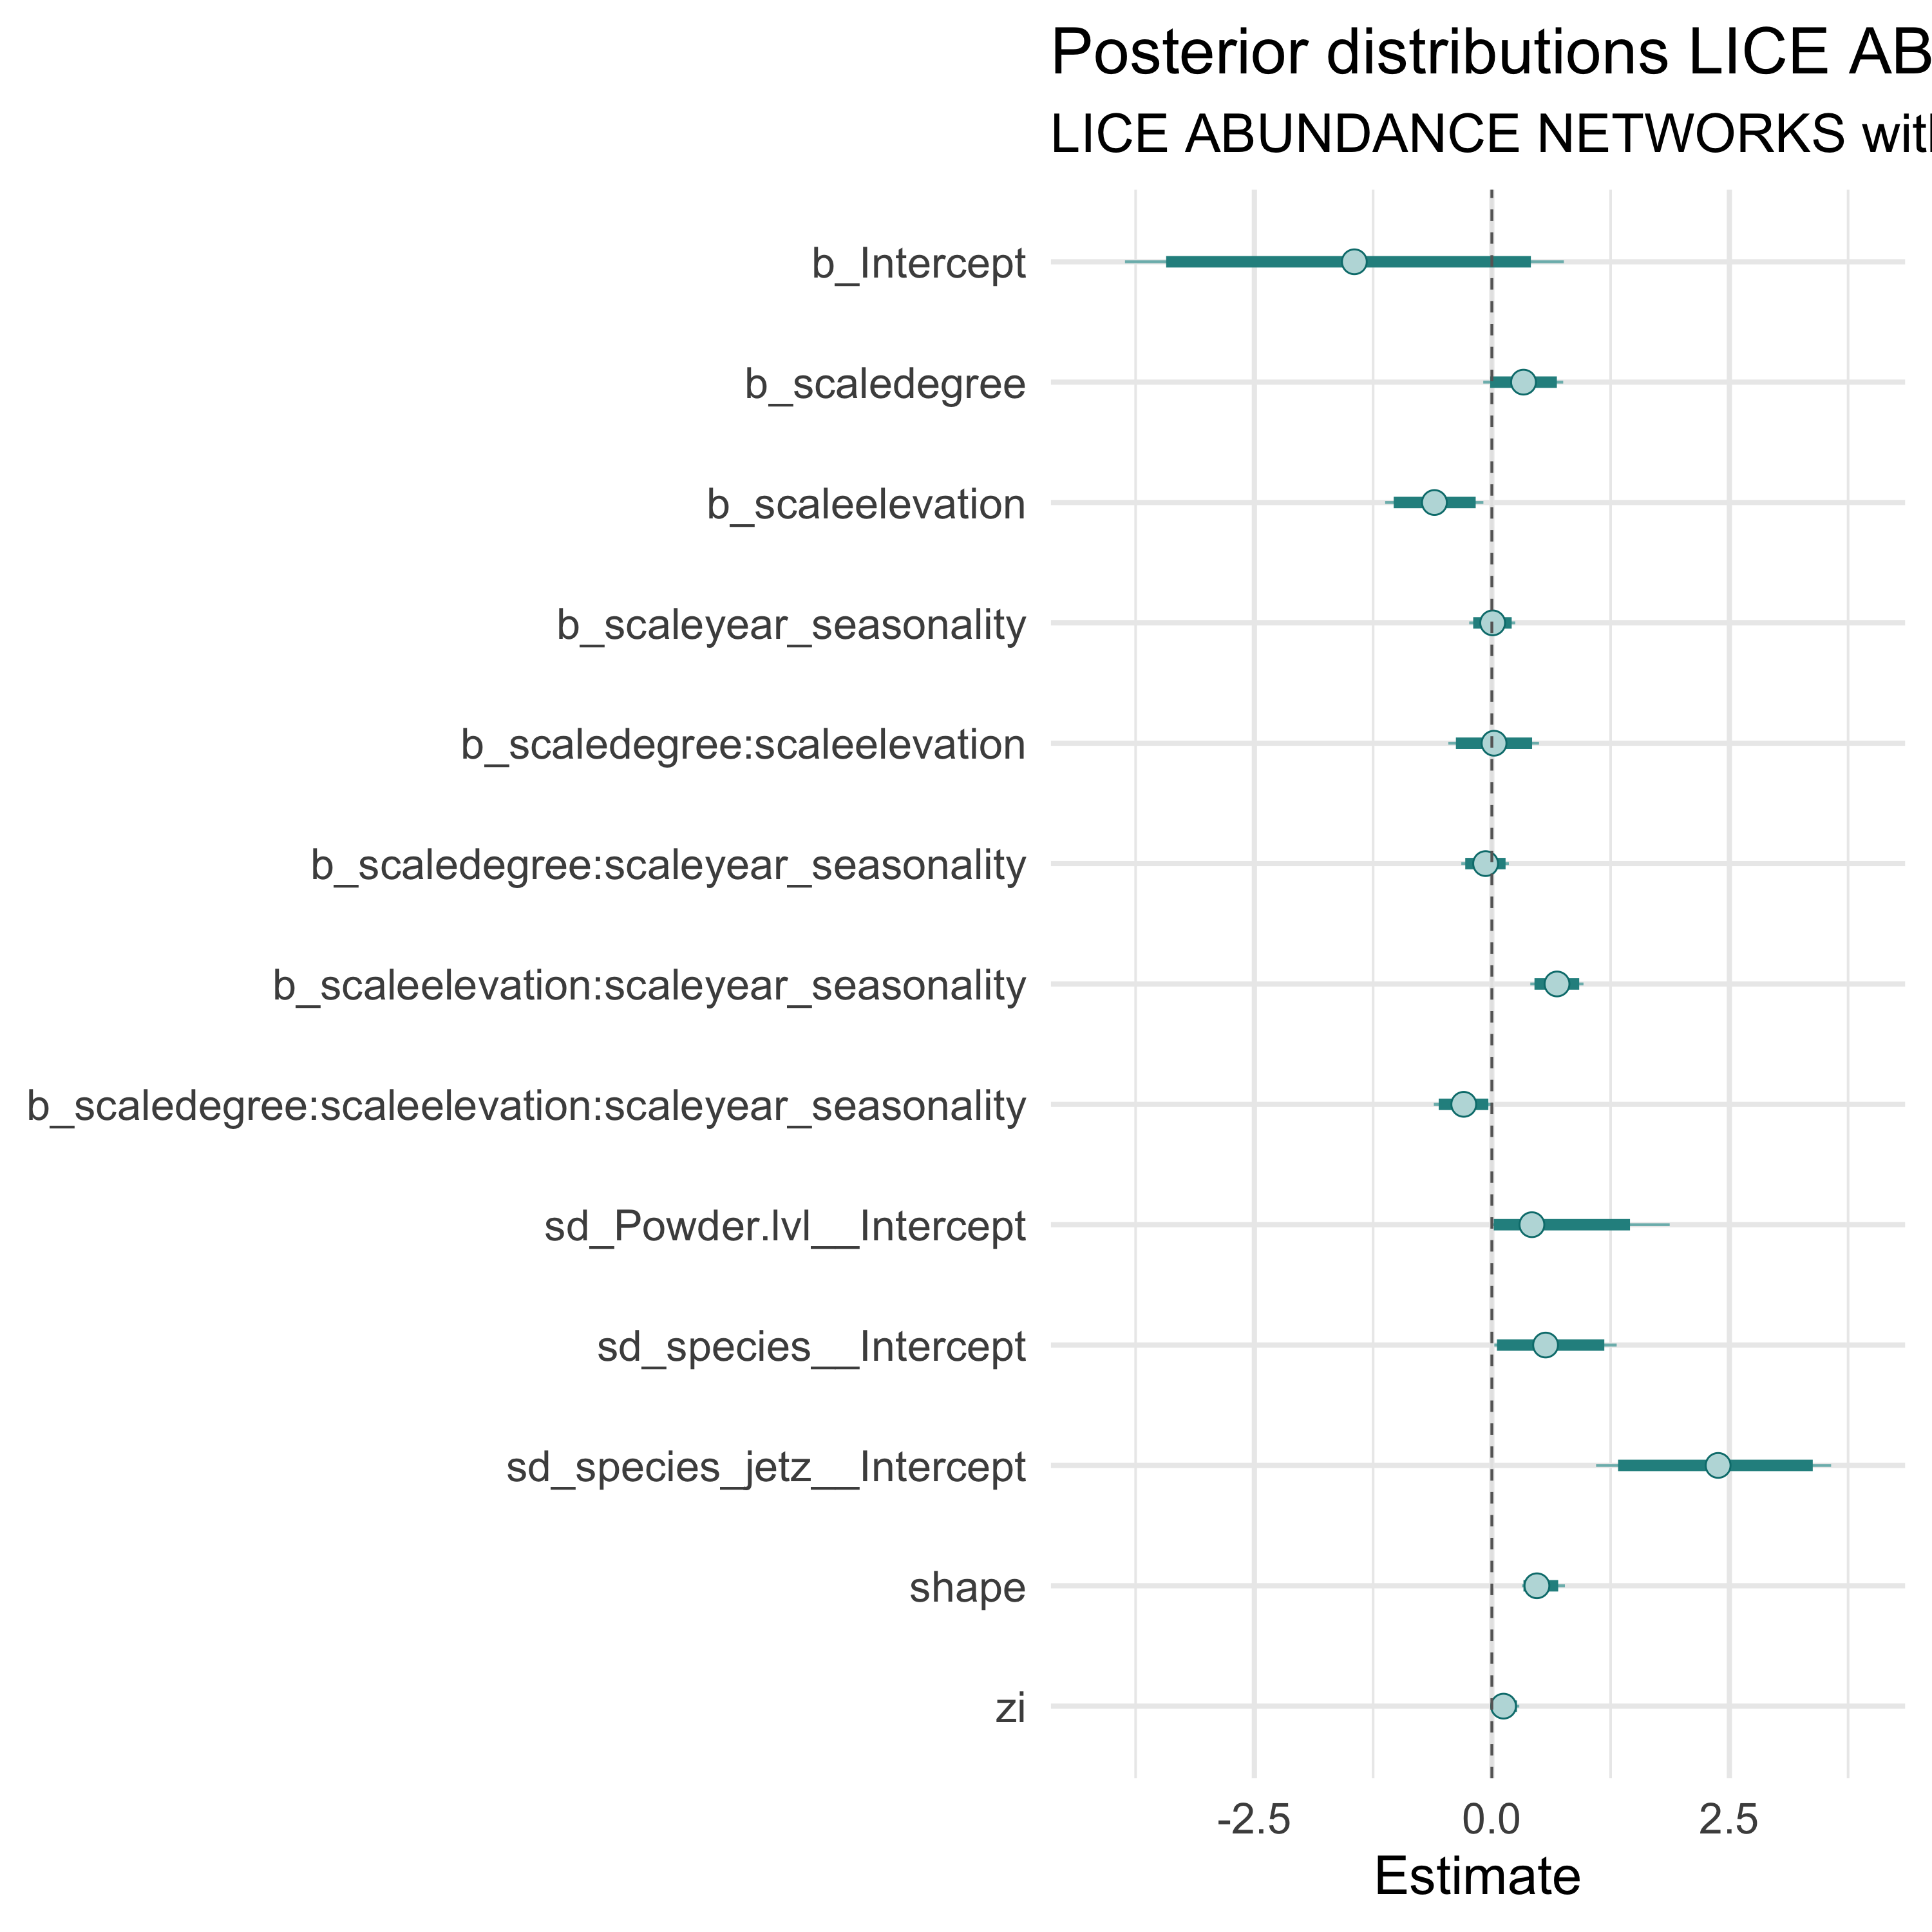 Posterior distributions LICE AB
LICE ABUNDANCE NETWORKS wit
b_Intercept
b_scaledegree
b_scaleelevation
b_scaleyear_seasonality
b_scaledegree:scaleelevation
b_scaledegree:scaleyear_seasonality
b_scaleelevation:scaleyear_seasonality
b_scaledegree:scaleelevation:scaleyear_seasonality
sd_Powder.lvl__Intercept
sd_species__Intercept
sd_species_jetz__Intercept
shape
zi
-2.5 0.0 2.5
Estimate